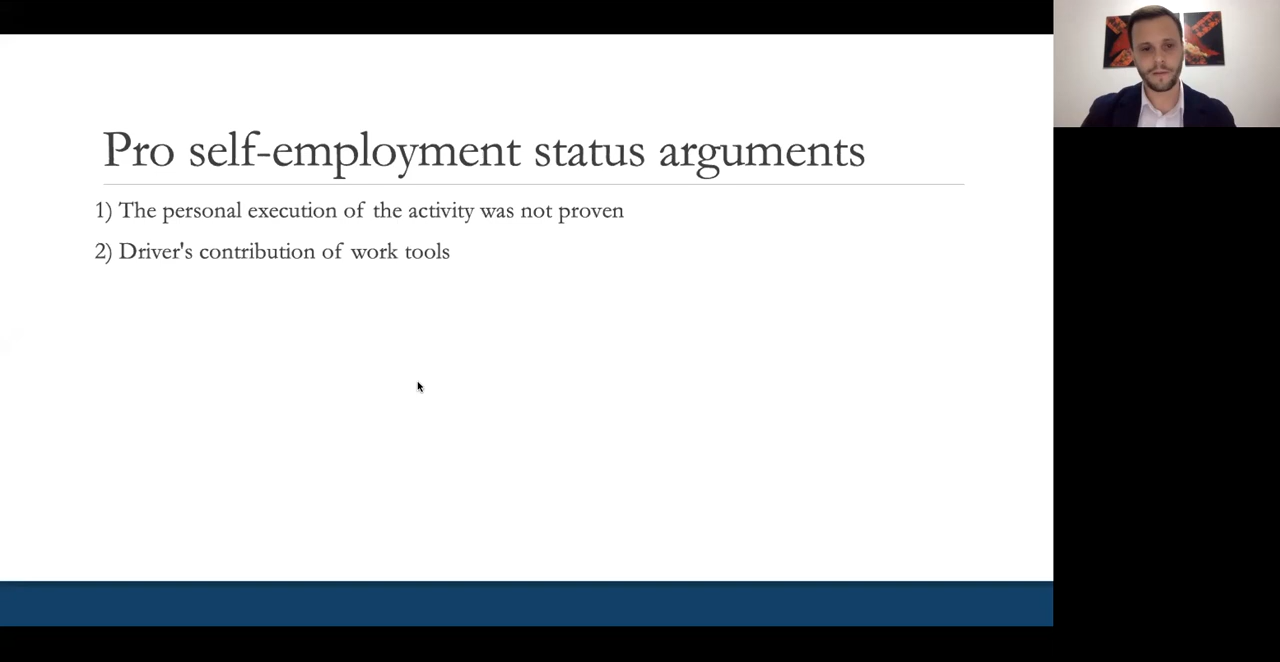 Pro self-employment status arguments
1) The personal execution of the activity was not proven
2) Driver's contribution of work tools